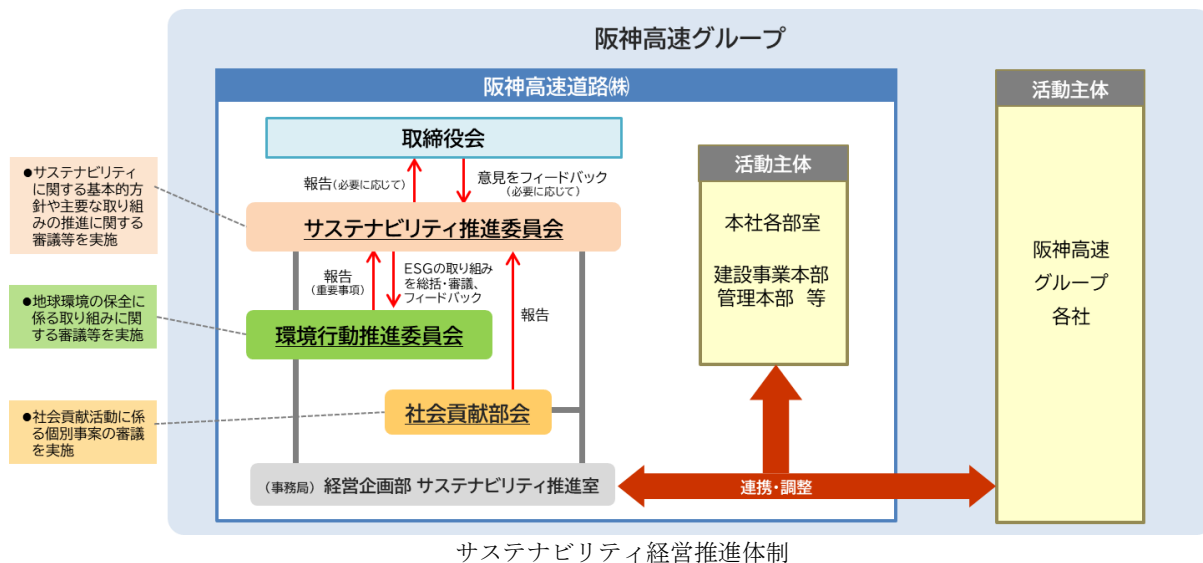 阪神高速グループ
阪神高速道路㈱
取締役会
報告(必要に応じて)
意見をフィードバック
(必要に応じて)
サステナビリティ推進委員会
報告
(重要事項)
ESGの取り組み
を総括・審議、
フィードバック
報告
環境行動推進委員会
社会貢献部会
(事務局) 経営企画部 サステナビリティ推進室
●サステナビリティ
に関する基本的方
針や主要な取り組
みの推進に関する
審議等を実施
●地球環境の保全に
係る取り組みに関
する審議等を実施
●社会貢献活動に係
る個別事案の審議
を実施
活動主体
本社各部室
建設事業本部
管理本部 等
連携・調整
活動主体
阪神高速
グループ
各社
サステナビリティ経営推進体制